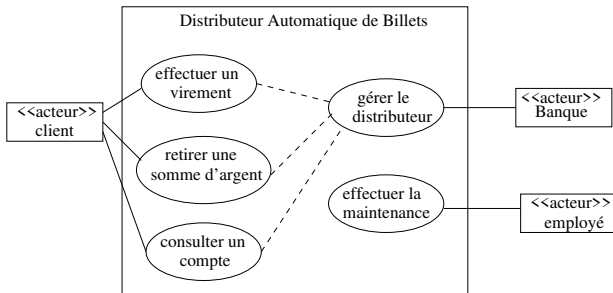 Distributeur Automatique de Billets
effectuer un
virement
gérer le
distributeur
<<acteur>>
client
<<acteur>>
Banque
retirer une
somme d'argent
effectuer la
maintenance
<<acteur>>
employé
consulter un
compte